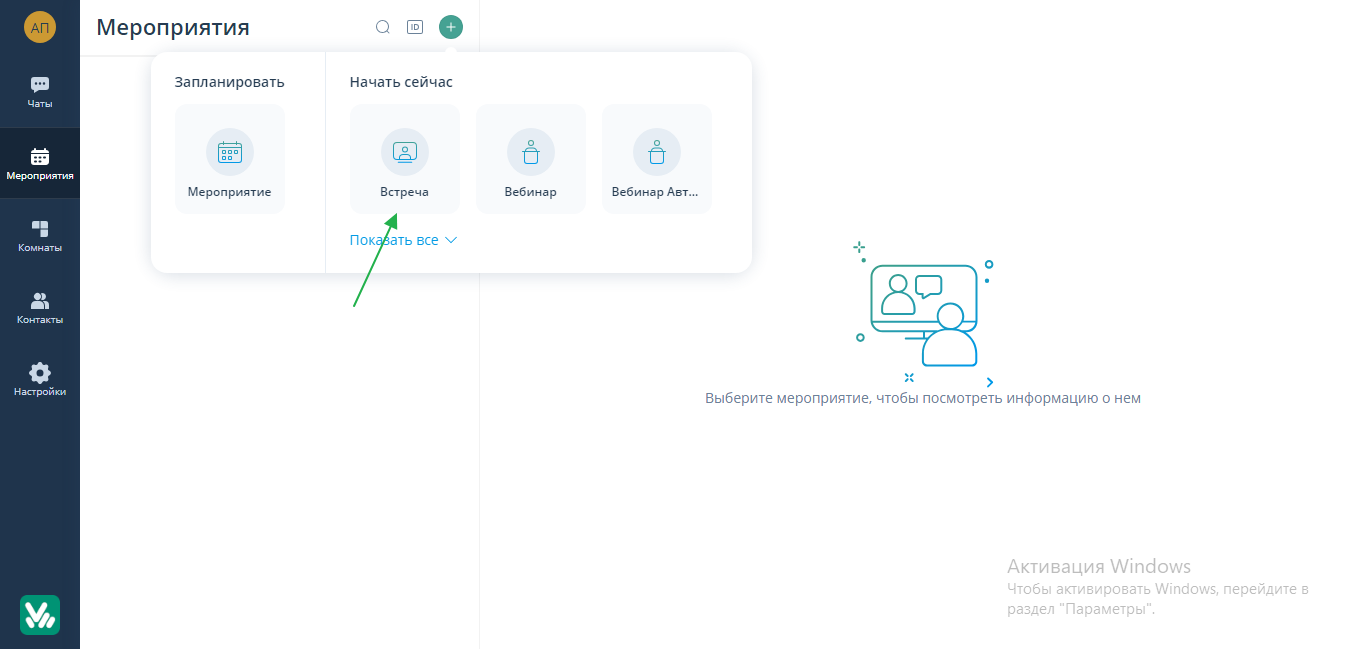 АП
Чаты
Мероприятия
Комнаты
Контакты
Настройки
Мероприятия
ID
Запланировать
Мероприятие
Начать сейчас
Встреча
Вебинар
Вебинар Авт...
Показать все
Выберите мероприятие, чтобы посмотреть информацию о нем
Активация Windows
Чтобы активировать Windows, перейдите в
раздел "Параметры".